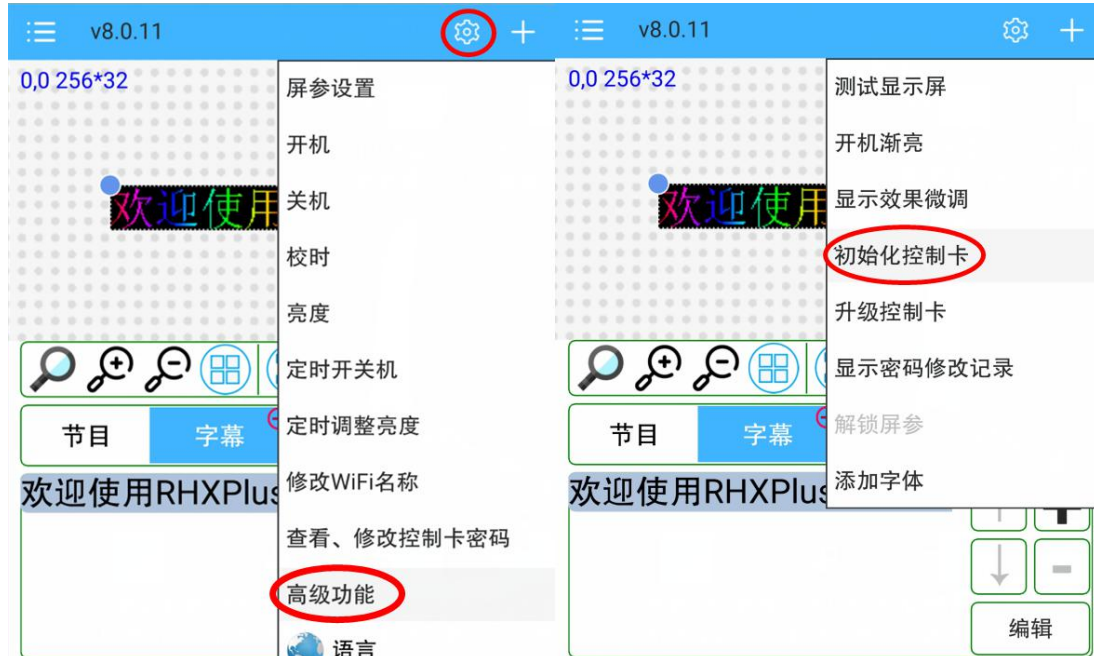 v8.0.11
0,0 256*32
欢迎使用
屏参设置
开机
关机
校时
亮度
定时开关机
定时调整亮度
修改WiFi名称
查看、修改控制卡密码
高级功能
语言
节目
字幕
欢迎使用RHXPlus
v8.0.11
0,0 256*32
欢迎使用
测试显示屏
开机渐亮
显示效果微调
初始化控制卡
升级控制卡
显示密码修改记录
解锁屏参
添加字体
节目
字幕
欢迎使用RHXPlus
编辑